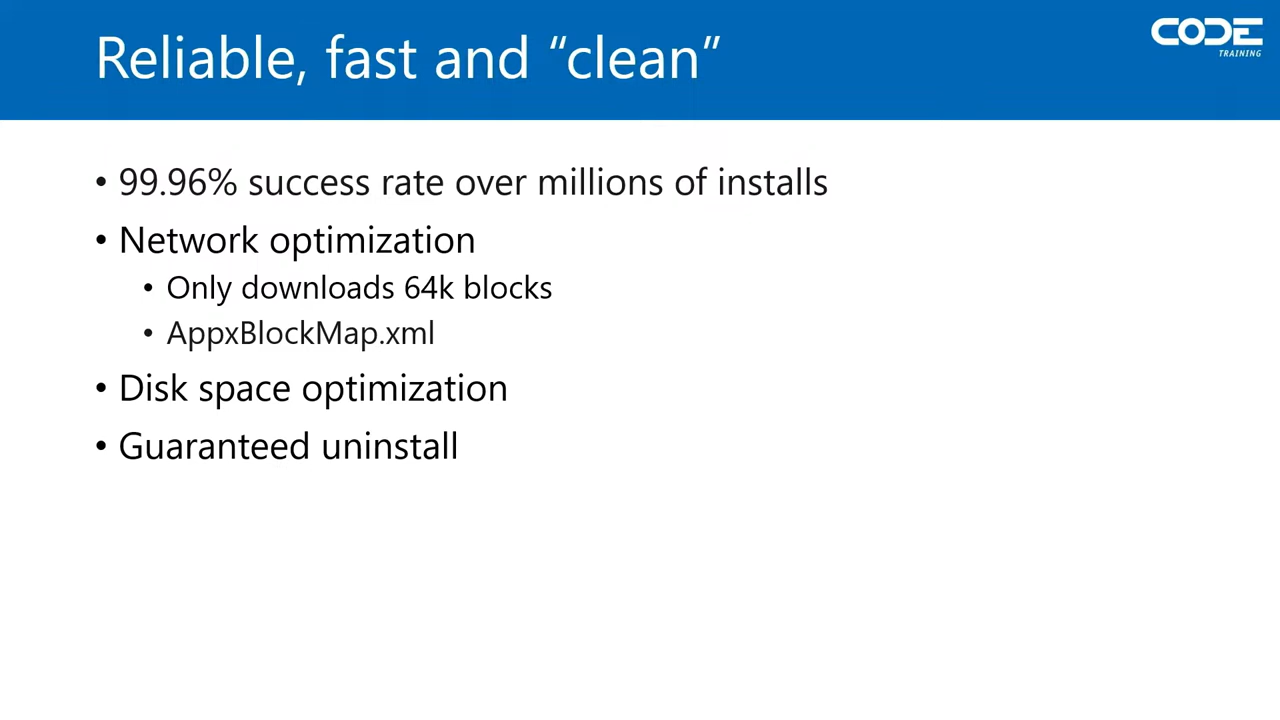 Reliable, fast and “clean”
CODE
TRAINING
• 99.96% success rate over millions of installs
• Network optimization
• Only downloads 64k blocks
• AppxBlockMap.xml
• Disk space optimization
• Guaranteed uninstall